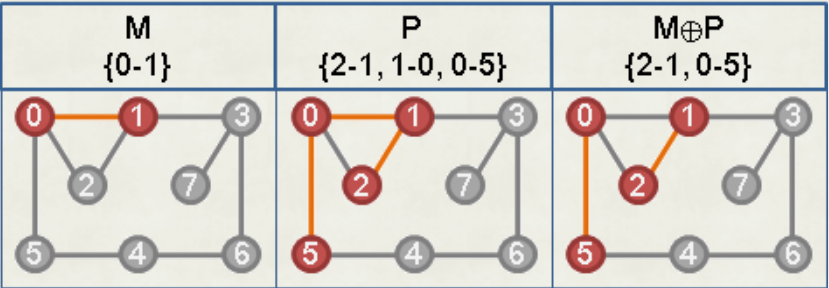 M
{0-1}
P
{2-1, 1-0, 0-5}
M⊕P
{2-1, 0-5}
0 1 3
2 7
5 4 6
0 1 3
2 7
5 4 6
0 1 3
2 7
5 4 6